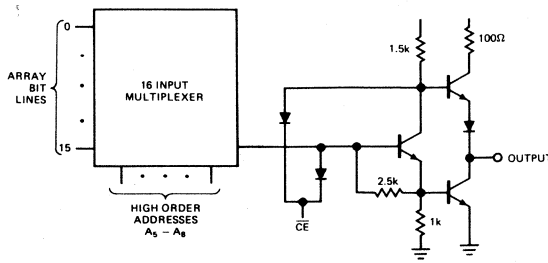 0
ARRAY
BIT
LINES
15
16 INPUT
MULTIPLEXER
HIGH ORDER
ADDRESSES
A5 – A8
CE
1.5k
100Ω
2.5k
1k
OUTPUT